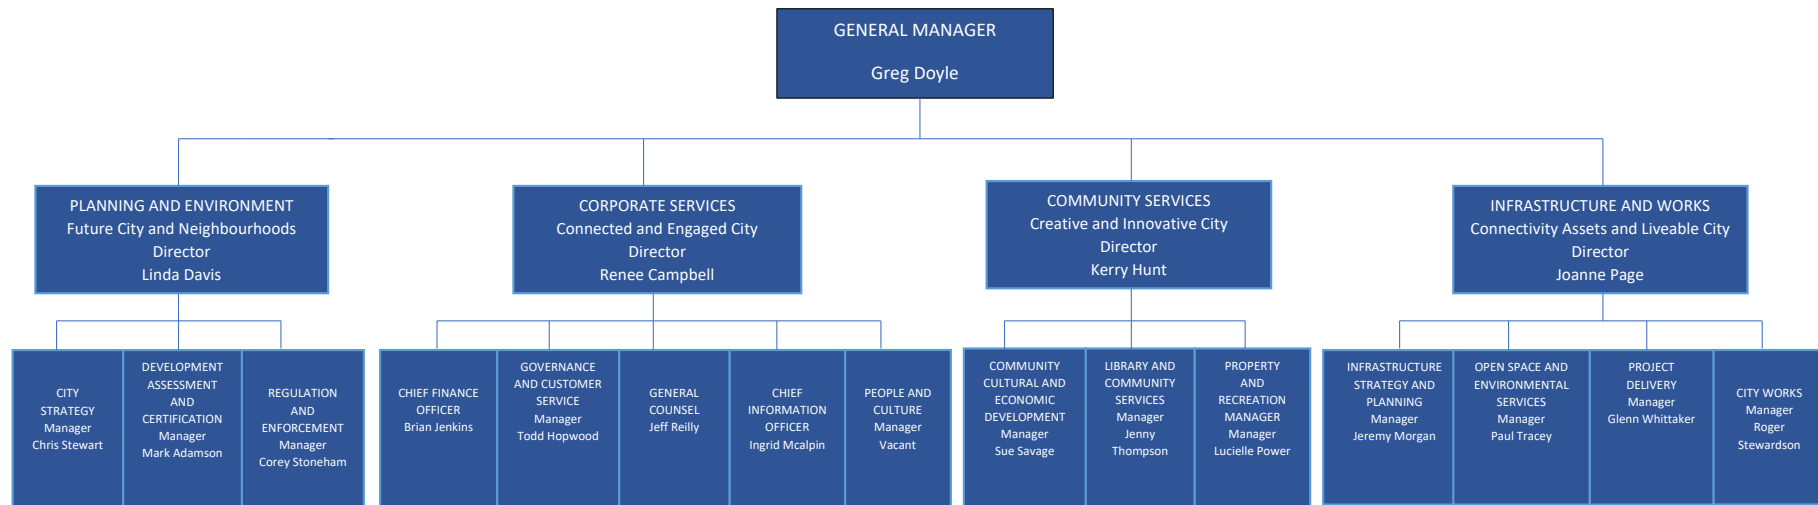 GENERAL MANAGER
Greg Doyle
PLANNING AND ENVIRONMENT
Future City and Neighbourhoods
Director
Linda Davis
CORPORATE SERVICES
Connected and Engaged City
Director
Renee Campbell
COMMUNITY SERVICES
Creative and Innovative City
Director
Kerry Hunt
INFRASTRUCTURE AND WORKS
Connectivity Assets and Liveable City
Director
Joanne Page
CITY
STRATEGY
Manager
Chris Stewart
DEVELOPMENT
ASSESSMENT
AND
CERTIFICATION
Manager
Mark Adamson
REGULATION
AND
ENFORCEMENT
Manager
Corey Stoneham
CHIEF FINANCE
OFFICER
Brian Jenkins
GOVERNANCE
AND CUSTOMER
SERVICE
Manager
Todd Hopwood
GENERAL
COUNSEL
Jeff Reilly
CHIEF
INFORMATION
OFFICER
Ingrid Mcalpin
PEOPLE AND
CULTURE
Manager
Vacant
COMMUNITY
CULTURAL AND
ECONOMIC
DEVELOPMENT
Manager
Sue Savage
LIBRARY AND
COMMUNITY
SERVICES
Manager
Jenny
Thompson
PROPERTY
AND
RECREATION
MANAGER
Manager
Lucielle Power
INFRASTRUCTURE
STRATEGY AND
PLANNING
Manager
Jeremy Morgan
OPEN SPACE AND
ENVIRONMENTAL
SERVICES
Manager
Paul Tracey
PROJECT
DELIVERY
Manager
Glenn Whittaker
CITY WORKS
Manager
Roger
Stewardson